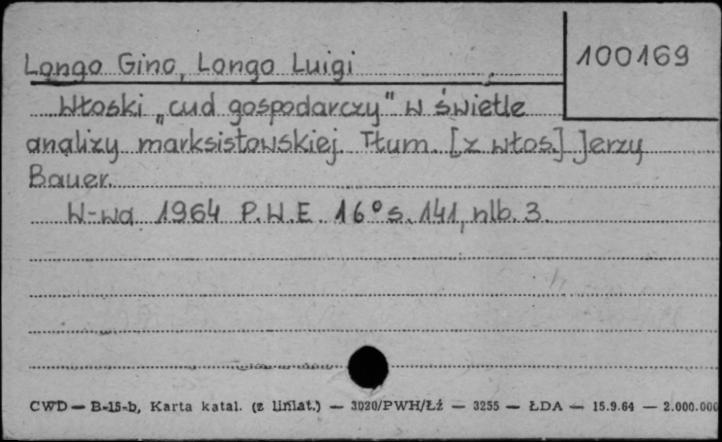 100169
Longo Gino, Longo Luigi
Włoski „cud gospodarczy" w świetle
analizy marksistowskiej. Tłum. [z włos.] Jerzy
Bauer.
W-wa 1964 P.W.E. 16° s. 141, nlb. 3.
CWD — B-15-b, Karta katal. (z liniat.) — 3020/PWH/Łź — 3255 — ŁDA — 15.9.64 — 2.000.000